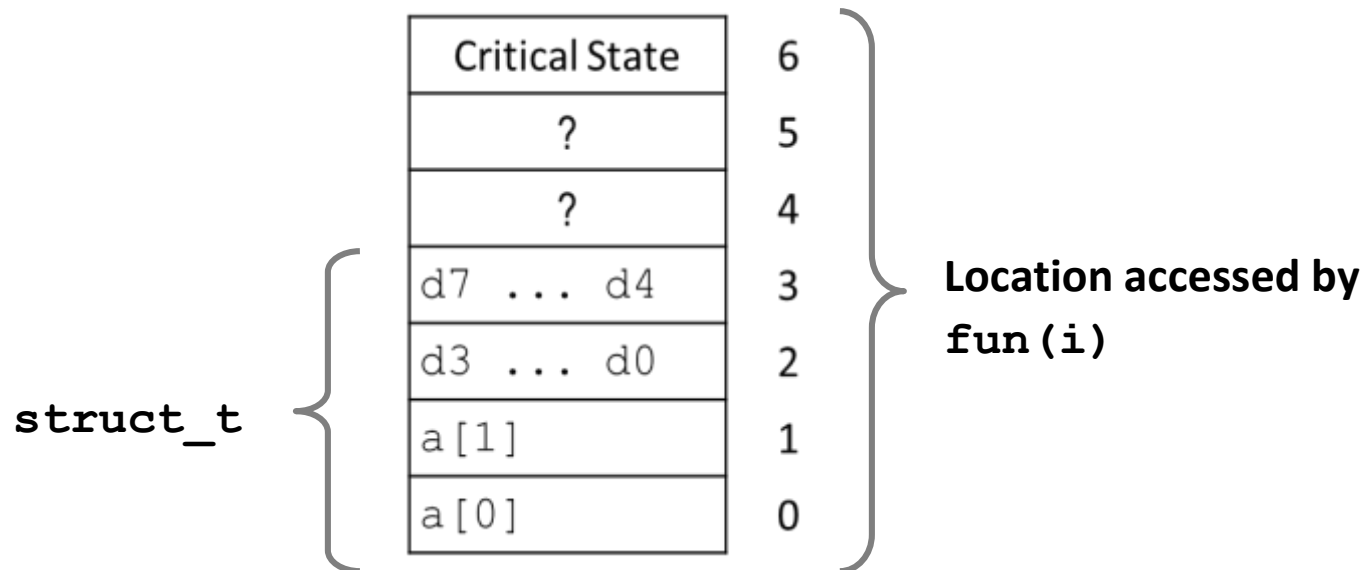 Critical State 6
? 5
? 4
d7 ... d4 3
d3 ... d0 2
a[1] 1
a[0] 0
struct_t
Location accessed by
fun(i)